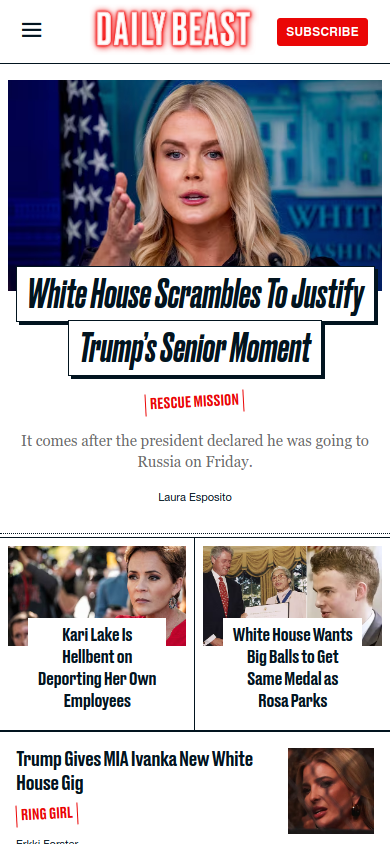 DAILY BEAST
SUBSCRIBE
WHIT
WASHINGTON
White House Scrambles To Justify
Trump's Senior Moment
RESCUE MISSION
It comes after the president declared he was going to
Russia on Friday.
Laura Esposito
Kari Lake Is
Hellbent on
Deporting Her Own
Employees
White House Wants
Big Balls to Get
Same Medal as
Rosa Parks
Trump Gives MIA Ivanka New White
House Gig
RING GIRL
Erkki Forster